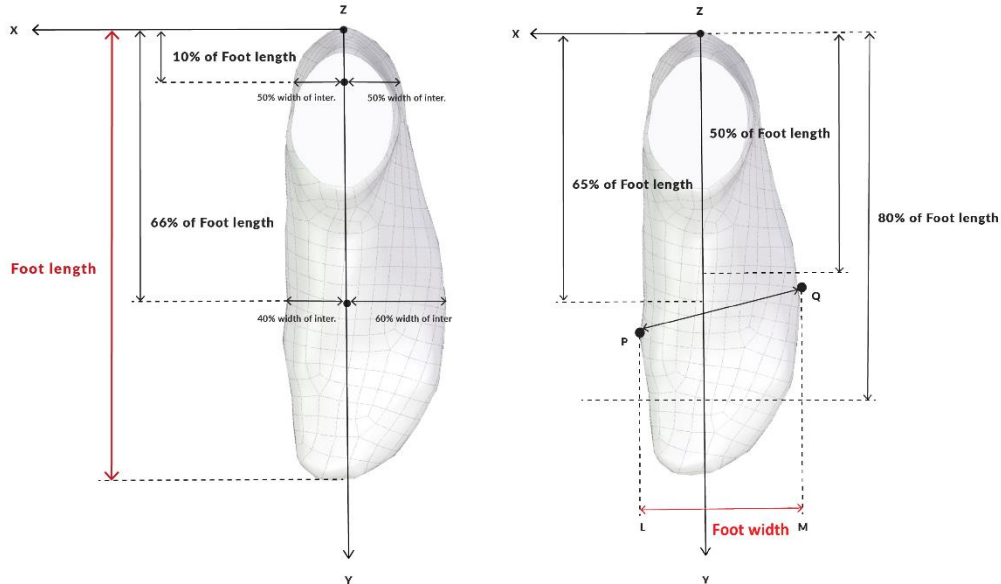 Z
X
10% of Foot length
50% width of inter.
50% width of inter.
66% of Foot length
Foot length
40% width of inter.
60% width of inter
Y
Z
X
50% of Foot length
65% of Foot length
80% of Foot length
Q
P
L
Foot width
M
Y